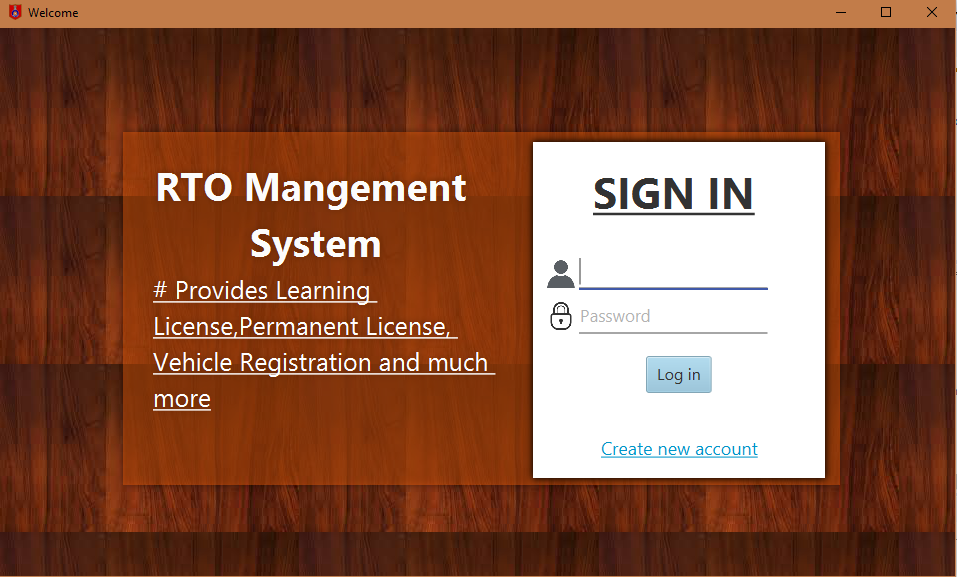 Welcome
RTO Mangement
System
# Provides Learning
License,Permanent License,
Vehicle Registration and much
more
SIGN IN
Password
Log in
Create new account